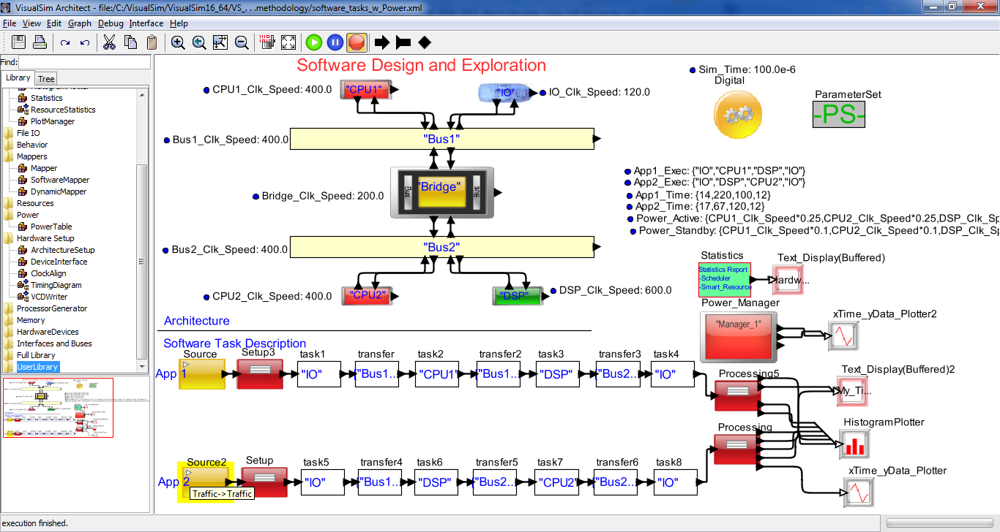 VisualSim Architect - file:/C:/VisualSim/VisualSim16_64/VS_. . .methodology/software_tasks_w_Power.xml
File View Edit Graph Debug Interface Help
Find:
Library Tree
Statistics
ResourceStatistics
PlotManager
File IO
Behavior
Mappers
Mapper
SoftwareMapper
DynamicMapper
Resources
Power
PowerTable
Hardware Setup
ArchitectureSetup
DeviceInterface
ClockAlign
TimingDiagram
VCDWriter
ProcessorGenerator
Memory
HardwareDevices
Interfaces and Buses
Full Library
UserLibrary
Software Design and Exploration
CPU1_Clk_Speed: 400.0
"CPU1"
"IO"
IO_Clk_Speed: 120.0
Bus1_Clk_Speed: 400.0
"Bus1"
Bridge_Clk_Speed: 200.0
Bus
"Bridge"
Bus
Bus2_Clk_Speed: 400.0
"Bus2"
CPU2_Clk_Speed: 400.0
"CPU2"
"DSP"
DSP_Clk_Speed: 600.0
Architecture
Sim_Time: 100.0e-6
Digital
ParameterSet
-PS-
App1_Exec: {"IO","CPU1","DSP","IO"}
App2_Exec: {"IO","DSP","CPU2","IO"}
App1_Time: {14,220,100,12}
App2_Time: {17,67,120,12}
Power_Active: {CPU1_Clk_Speed*0.25,CPU2_Clk_Speed*0.25,DSP_Clk_Sp
Power_Standby: {CPU1_Clk_Speed*0.1,CPU2_Clk_Speed*0.1,DSP_Clk_Sp
Statistics
Statistics Report
-Scheduler
-Smart_Resource
Text_Display(Buffered)
Hardw...
Power_Manager
"Manager_1"
xTime_yData_Plotter2
Software Task Description
App 1
Source
Setup3
task1
"IO"
transfer
{"Bus1...
task2
"CPU1"
transfer2
{"Bus1...
task3
"DSP"
transfer3
{"Bus2...
task4
"IO"
Processing5
Text_Display(Buffered)2
"My_Ti...
Processing
HistogramPlotter
xTime_yData_Plotter
App 2
Source2
Setup
task5
"IO"
transfer4
{"Bus1...
task6
"DSP"
transfer5
{"Bus2...
task7
"CPU2"
transfer6
{"Bus2...
task8
"IO"
Traffic->Traffic
execution finished.